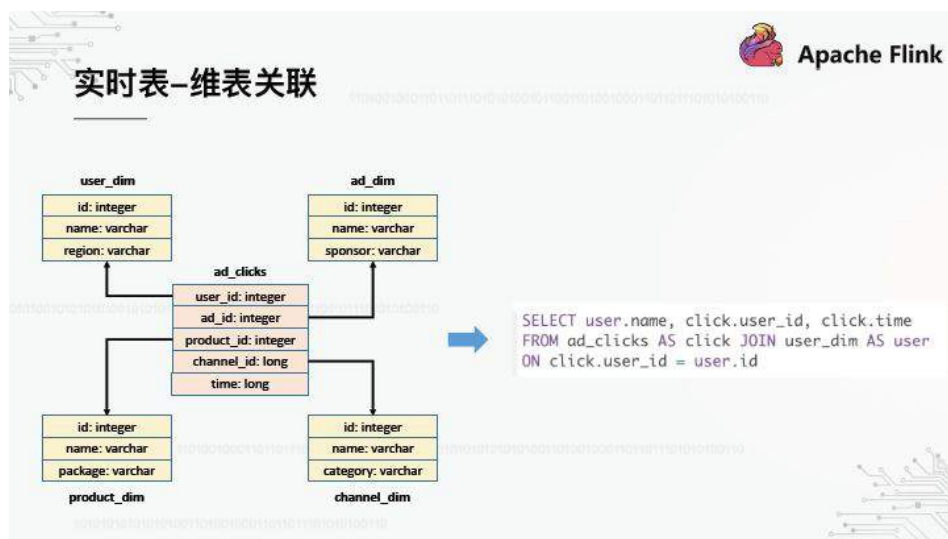 Apache Flink
实时表–维表关联
user_dim
id: integer
name: varchar
region: varchar
ad_dim
id: integer
name: varchar
sponsor: varchar
ad_clicks
user_id: integer
ad_id: integer
product_id: integer
channel_id: long
time: long
id: integer
name: varchar
package: varchar
product_dim
id: integer
name: varchar
category: varchar
channel_dim
SELECT user.name, click.user_id, click.time
FROM ad_clicks AS click JOIN user_dim AS user
ON click.user_id = user.id